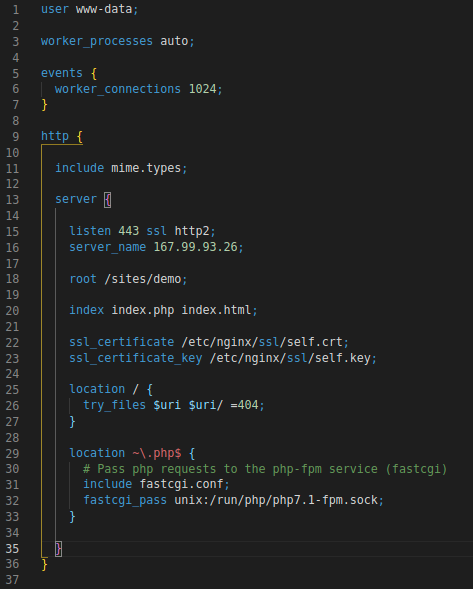 1 user www-data;
2
3 worker_processes auto;
4
5 events {
6   worker_connections 1024;
7 }
8
9 http {
10
11   include mime.types;
12
13   server {
14
15     listen 443 ssl http2;
16     server_name 167.99.93.26;
17
18     root /sites/demo;
19
20     index index.php index.html;
21
22     ssl_certificate /etc/nginx/ssl/self.crt;
23     ssl_certificate_key /etc/nginx/ssl/self.key;
24
25     location / {
26       try_files $uri $uri/ =404;
27     }
28
29     location ~\.php$ {
30       # Pass php requests to the php-fpm service (fastcgi)
31       include fastcgi.conf;
32       fastcgi_pass unix:/run/php/php7.1-fpm.sock;
33     }
34
35   }
36 }
37